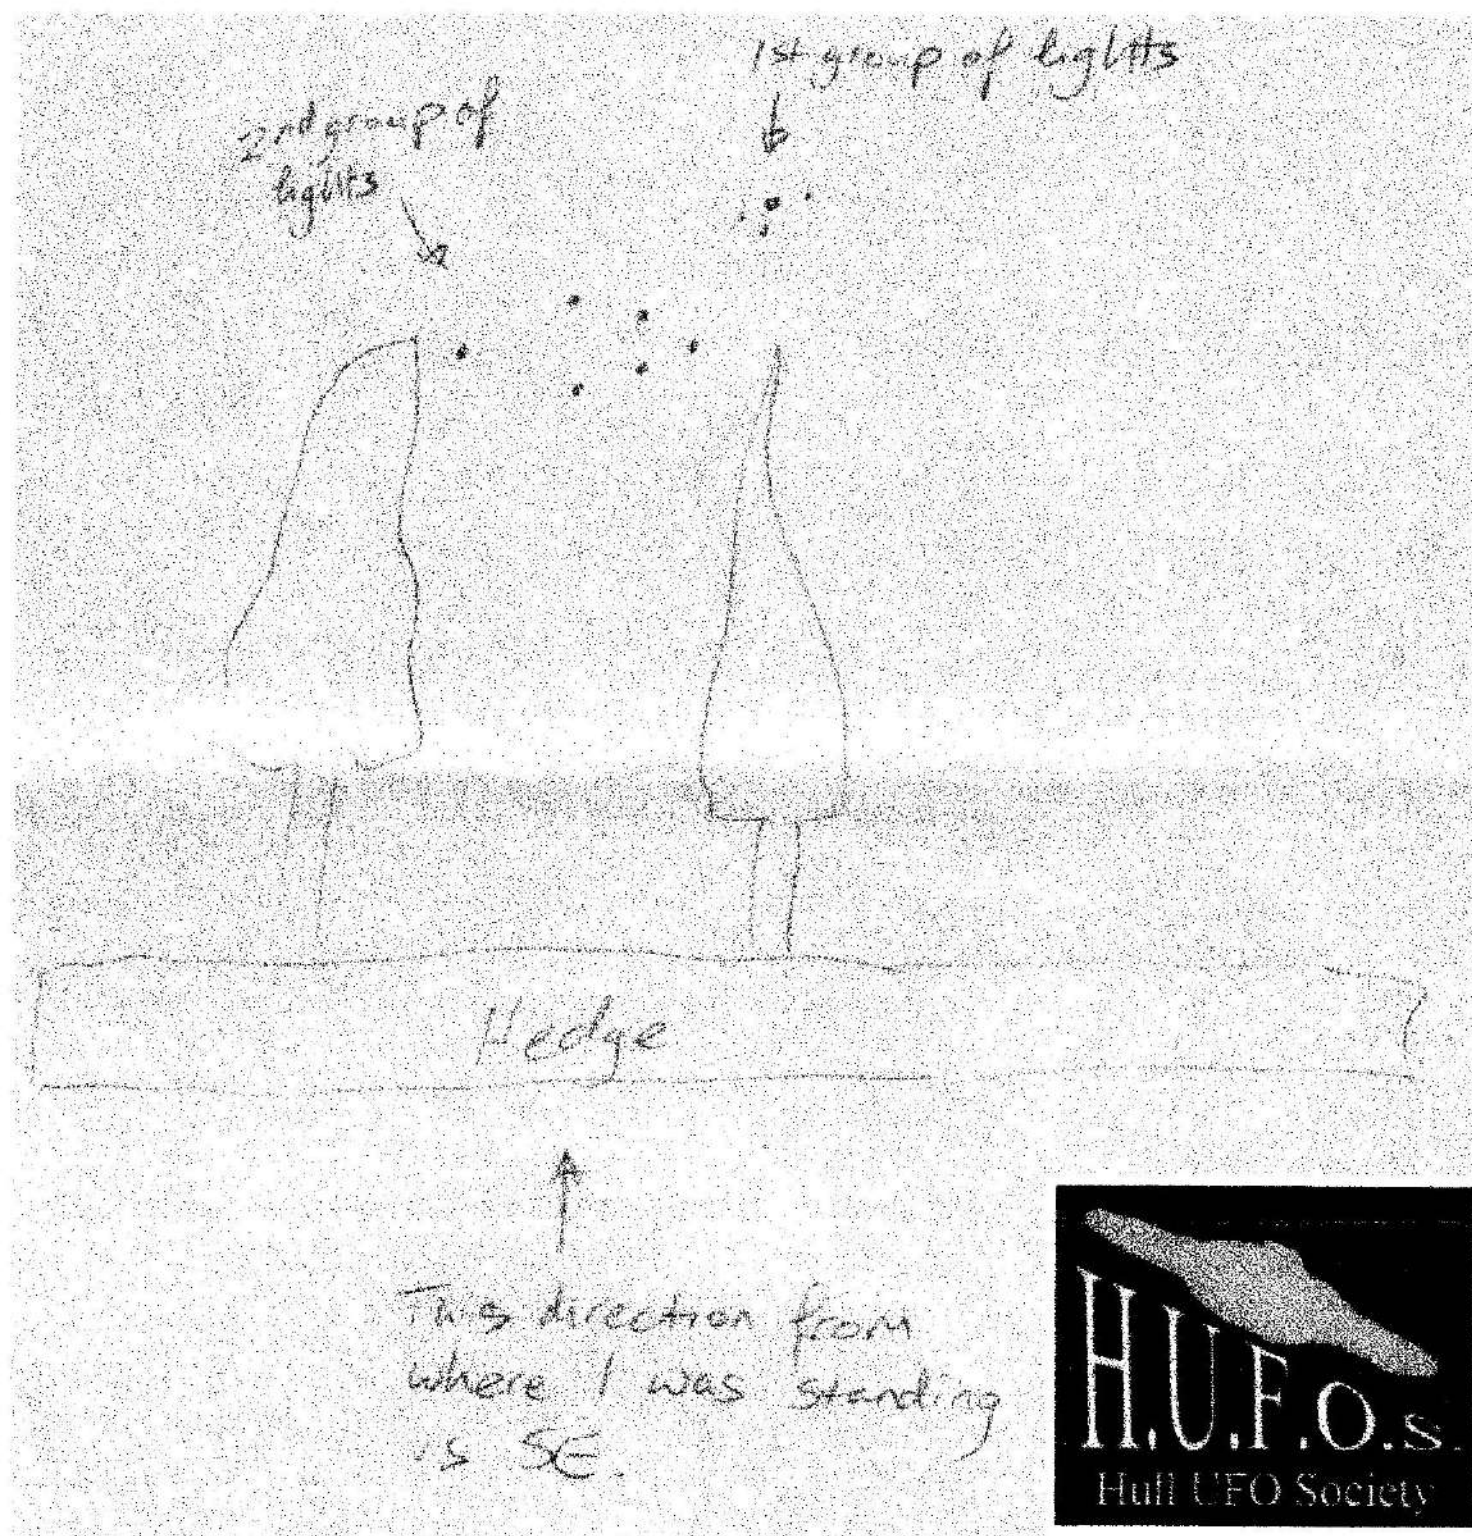 1st group of lights
2nd group of
lights
Hedge
This direction from
where I was standing
is SE.
H.U.F.O.s.
Hull UFO Society